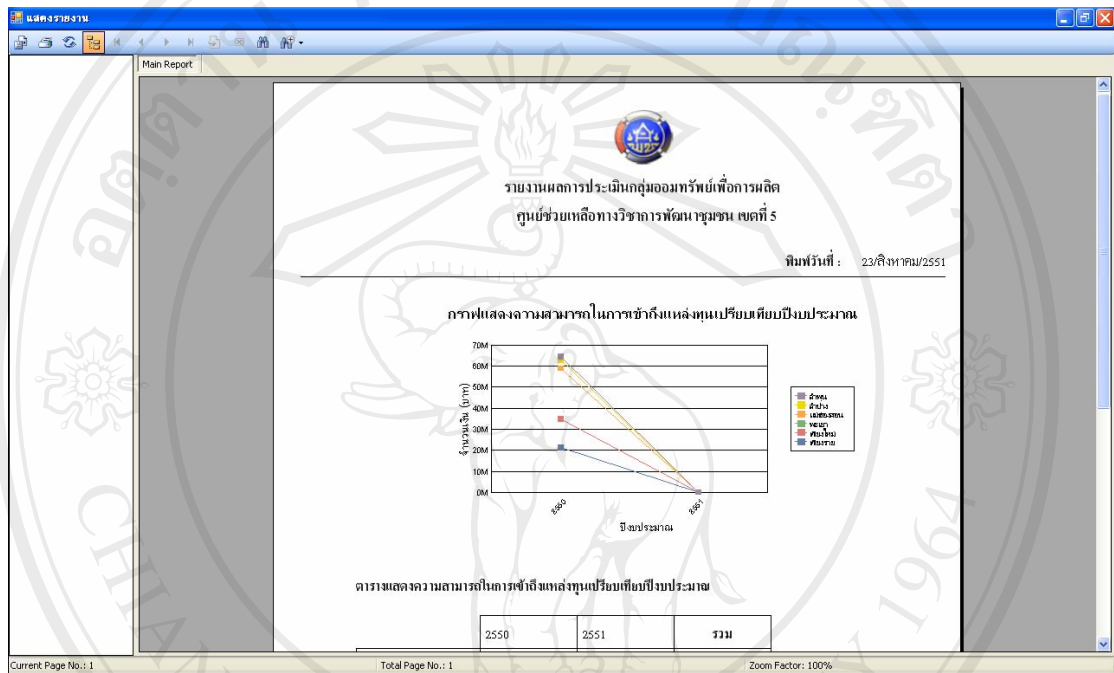 แสดงรายงาน
Main Report
รายงานผลการประเมินกลุ่มออมทรัพย์เพื่อการผลิต
ศูนย์ช่วยเหลือทางวิชาการพัฒนาชุมชน เขตที่ 5
พิมพ์วันที่ : 23/สิงหาคม/2551
กราฟแสดงความสามารถในการเข้าถึงแหล่งทุนเปรียบเทียบปีงบประมาณ
70M
60M
50M
40M
30M
20M
10M
0M
จำนวนเงิน (บาท)
2550
2551
ปีงบประมาณ
ลำพูน
ลำปาง
แม่ฮ่องสอน
พะเยา
เชียงใหม่
เชียงราย
ตารางแสดงความสามารถในการเข้าถึงแหล่งทุนเปรียบเทียบปีงบประมาณ
2550 2551 รวม
Current Page No.: 1 Total Page No.: 1 Zoom Factor: 100%